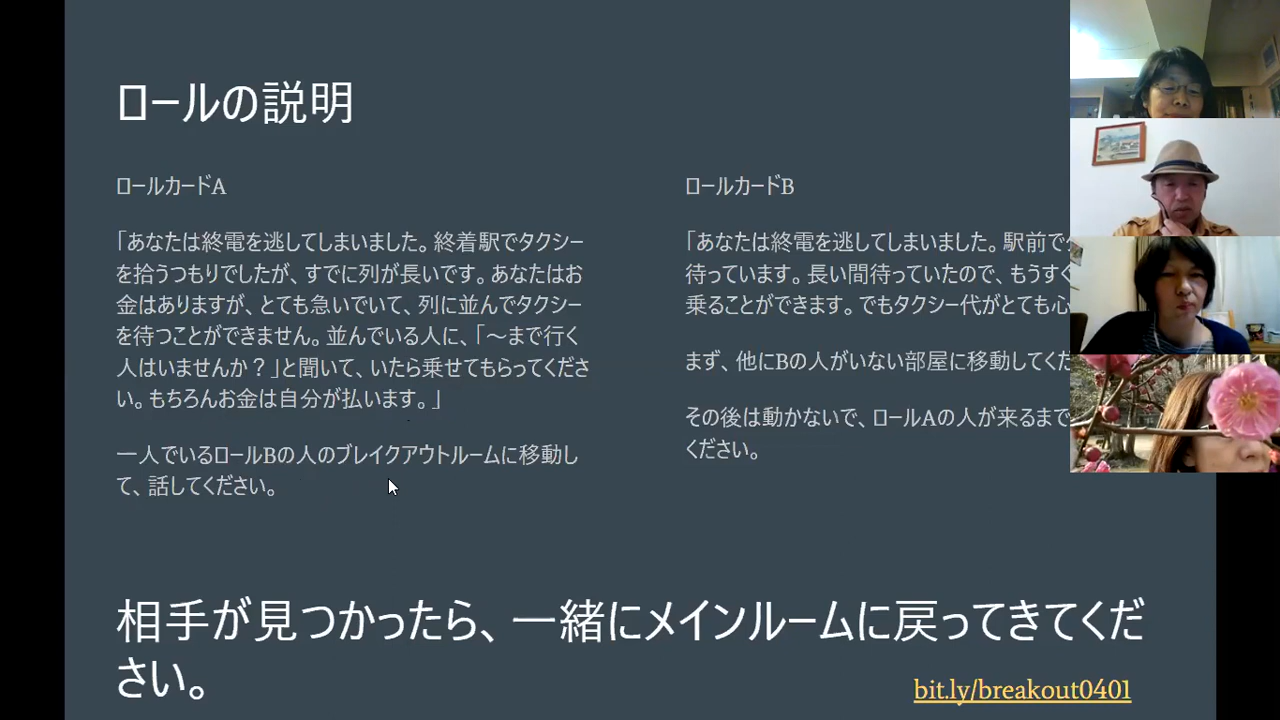 ロールの説明
ロールカードA
「あなたは終電を逃してしまいました。終着駅でタクシー
を拾うつもりでしたが、すでに列が長いです。あなたはお
金はありますが、とても急いでいて、列に並んでタクシー
を待つことができません。並んでいる人に、「～まで行く
人はいませんか？」と聞いて、いたら乗せてもらってくださ
い。もちろんお金は自分が払います。」
一人でいるロールBの人のブレイクアウトルームに移動し
て、話してください。
ロールカードB
「あなたは終電を逃してしまいました。駅前で
待っています。長い間待っていたので、もうすぐ
乗ることができます。でもタクシー代がとても心
まず、他にBの人がいない部屋に移動してくだ
その後は動かないで、ロールAの人が来るまで
ください。
相手が見つかったら、一緒にメインルームに戻ってきてくだ
さい。
bit.ly/breakout0401